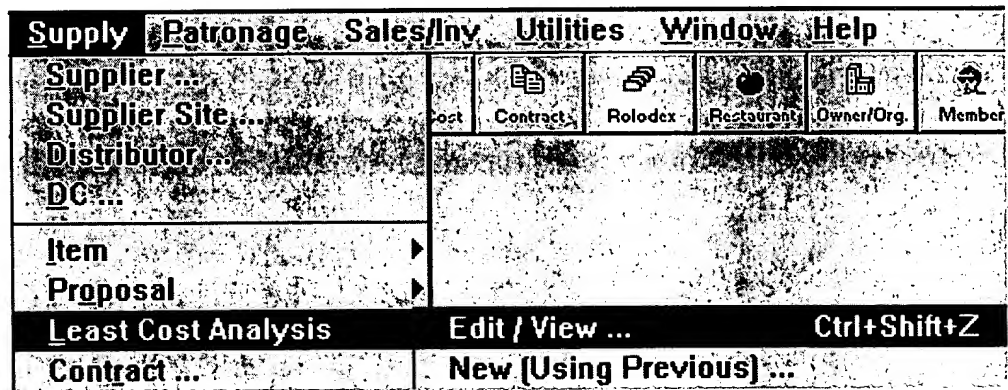 Supply Patronage Sales/Inv Utilities Window Help
Supplier ...
Supplier Site ...
Distributor ...
DC ...
ost Contract Rolodex Restaurant Owner/Org. Member
Item
Proposal
Least Cost Analysis Edit / View ... Ctrl+Shift+Z
Contract ... New (Using Previous) ...